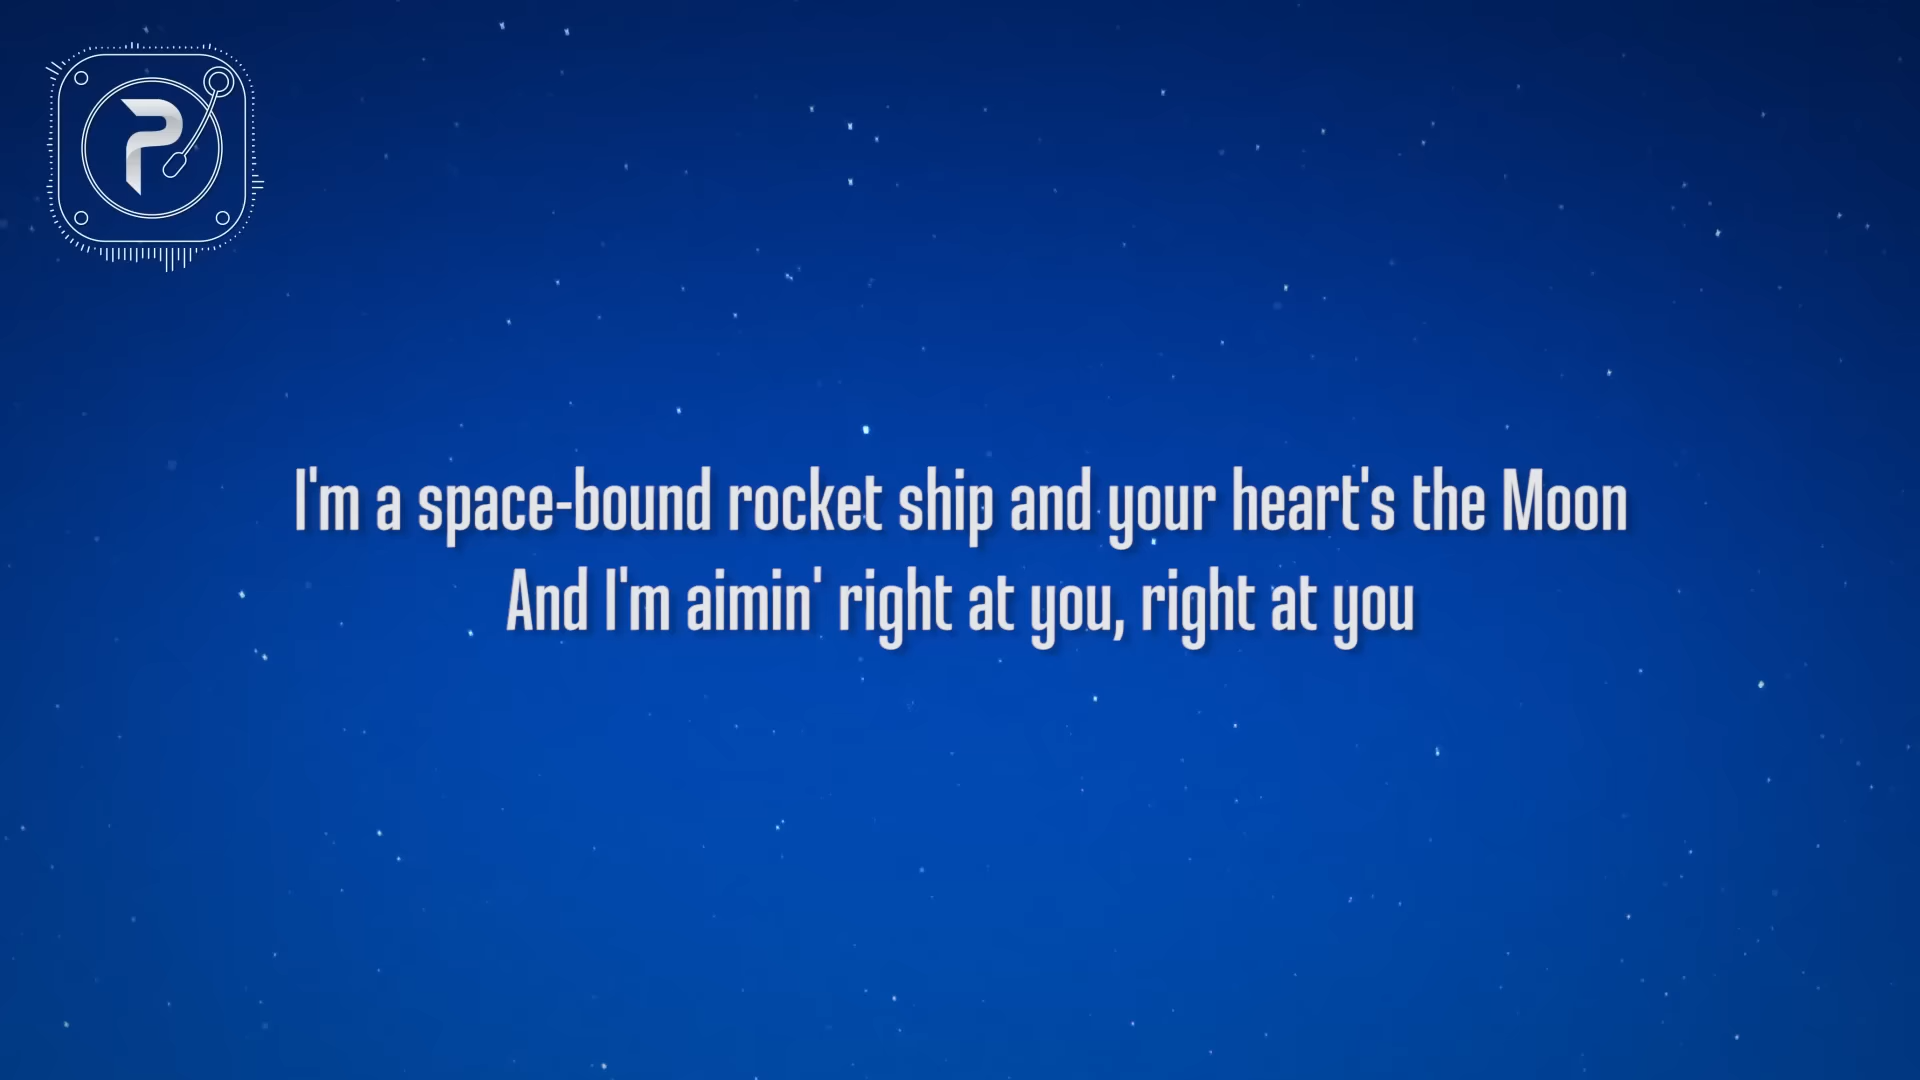 P
I'm a space-bound rocket ship and your heart's the Moon
And I'm aimin' right at you, right at you